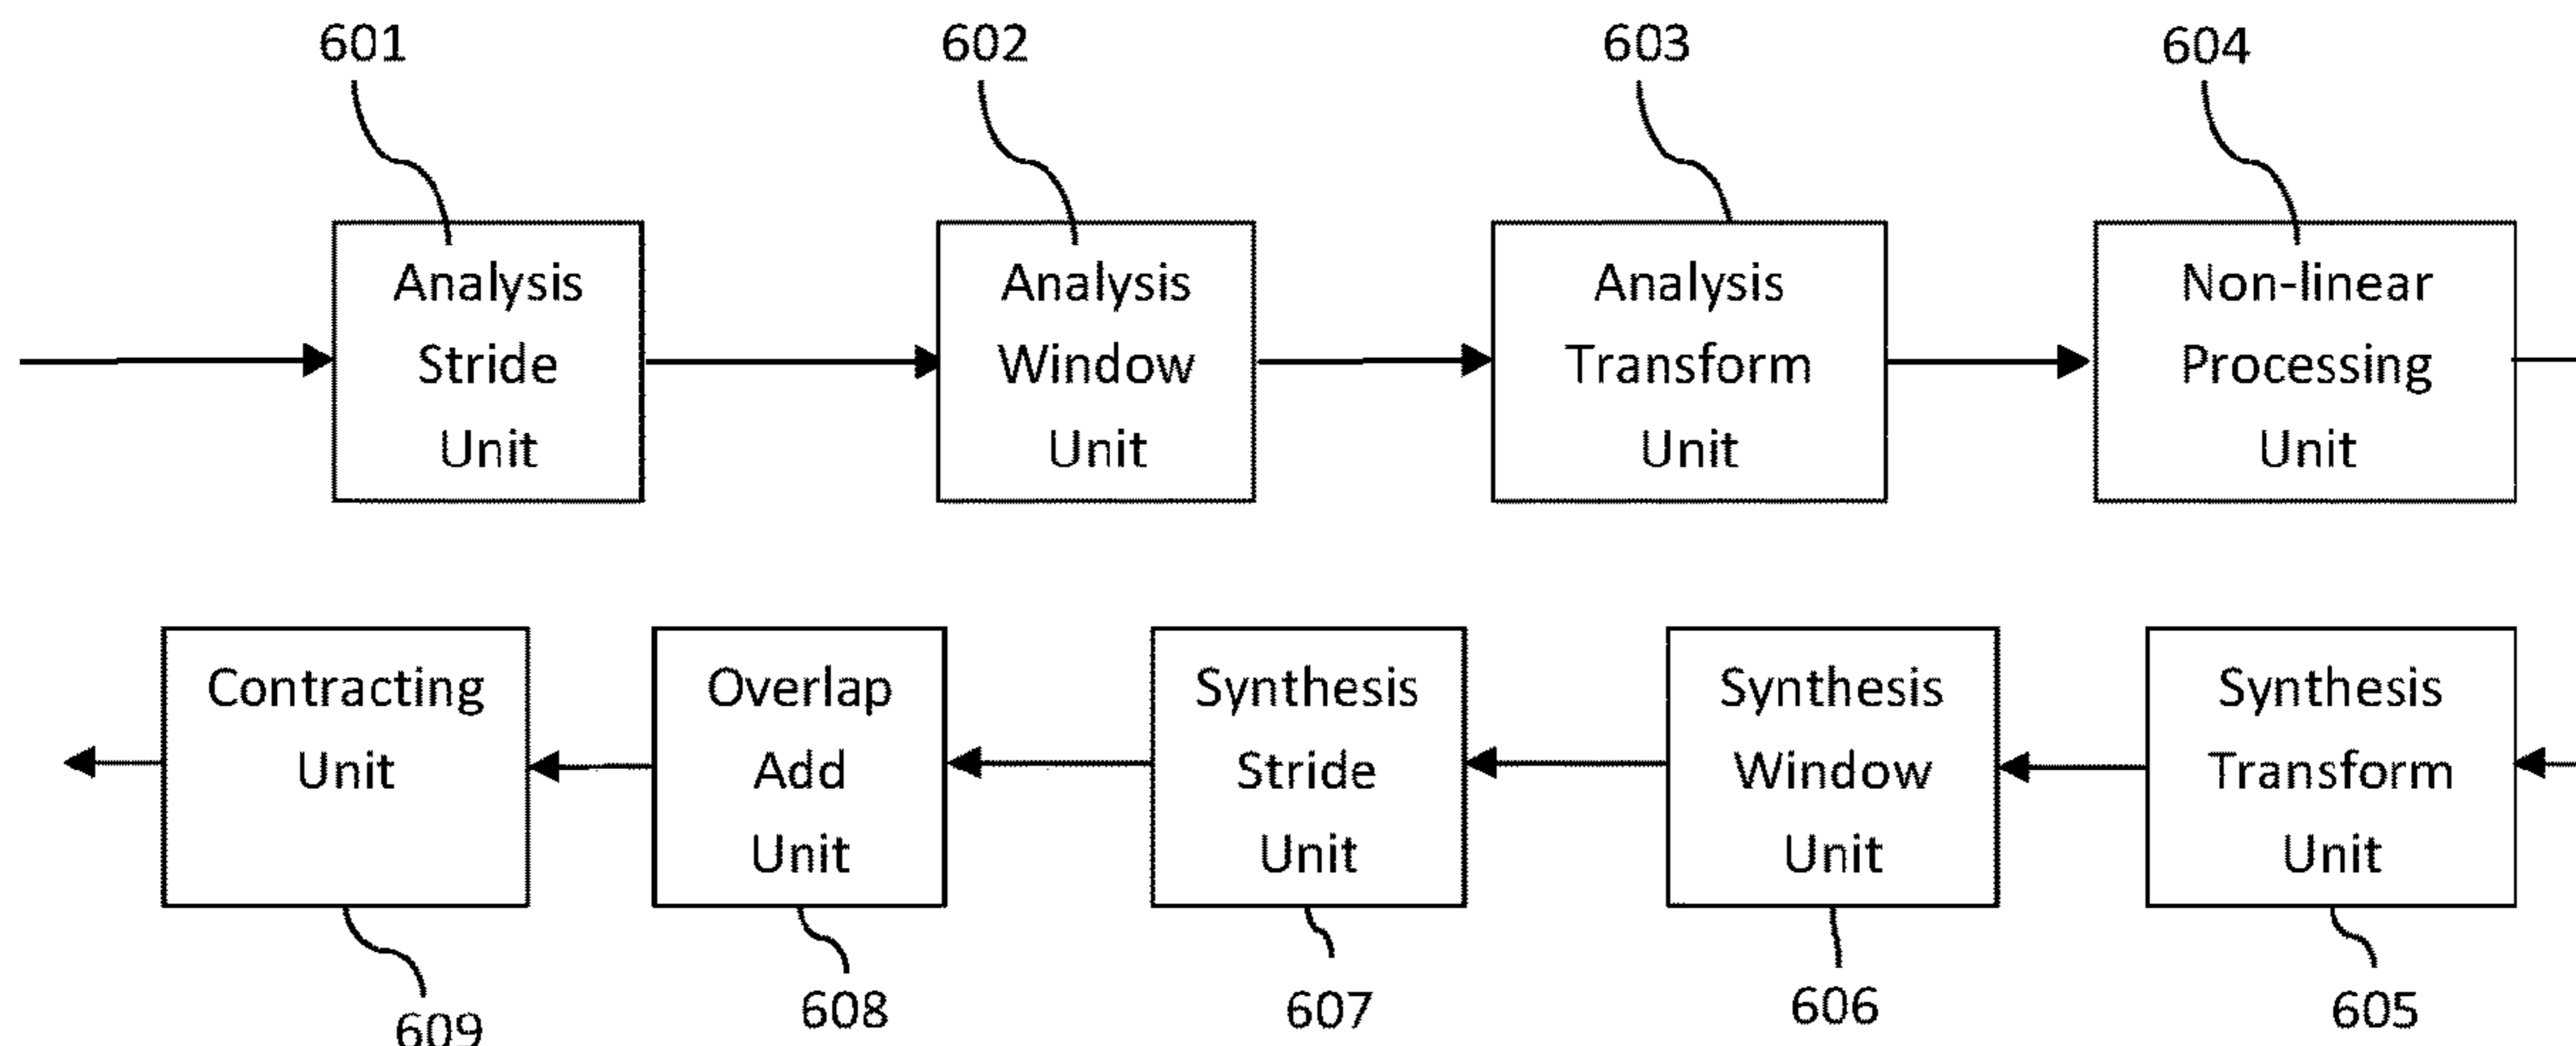 601
602
603
604
Analysis
Stride
Unit
Analysis
Window
Unit
Analysis
Transform
Unit
Non-linear
Processing
Unit
Contracting
Unit
Overlap
Add
Unit
Synthesis
Stride
Unit
Synthesis
Window
Unit
Synthesis
Transform
Unit
609
608
607
606
605